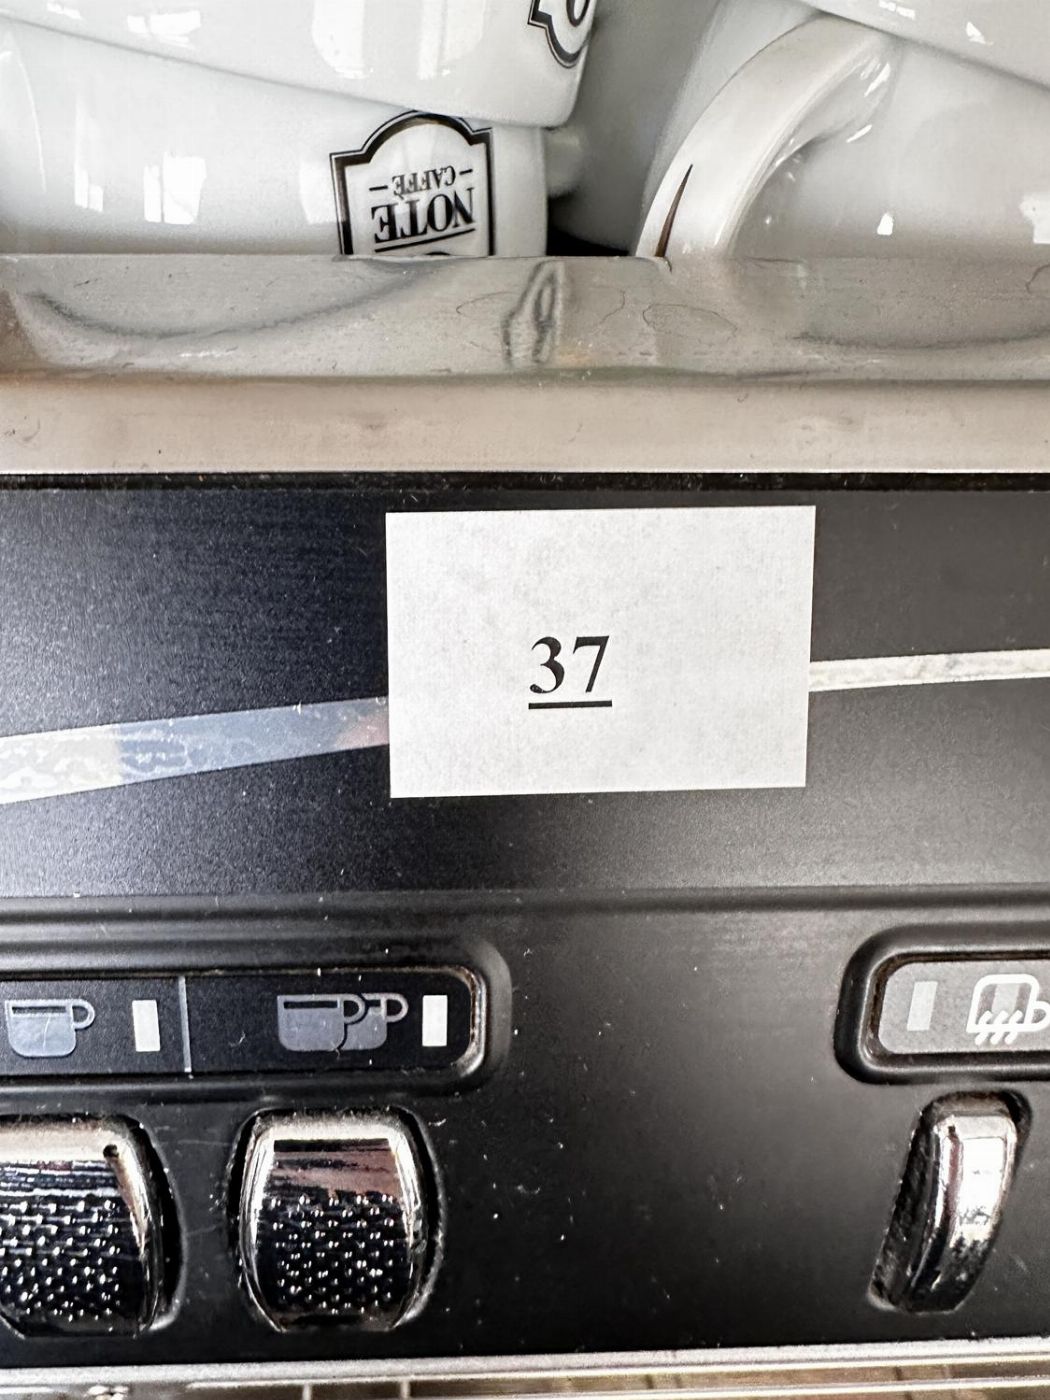 NOTE
- CAFFÈ -
37